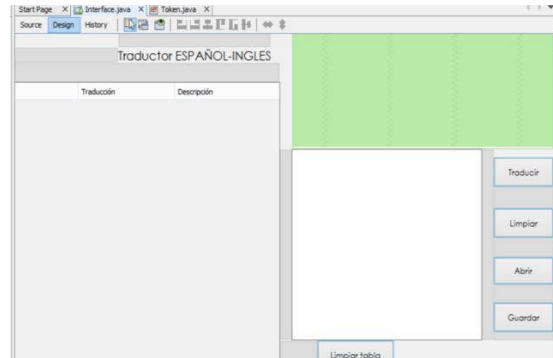 Start Page Interface.java Token.java
Source Design History
Traductor ESPAÑOL-INGLES
Traducción Descripción
Traducir
Limpiar
Abrir
Guardar
Limpiar tabla